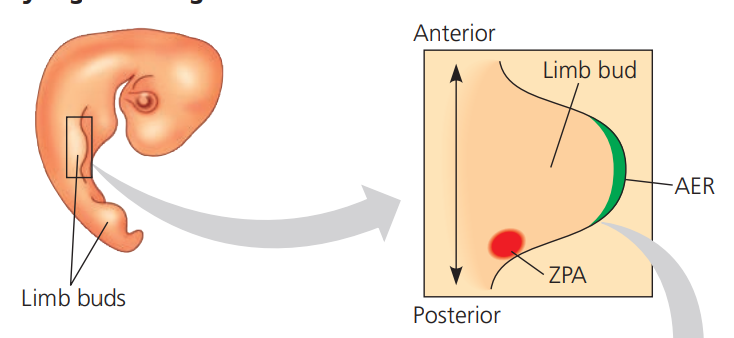 Anterior
Limb bud
AER
ZPA
Limb buds
Posterior